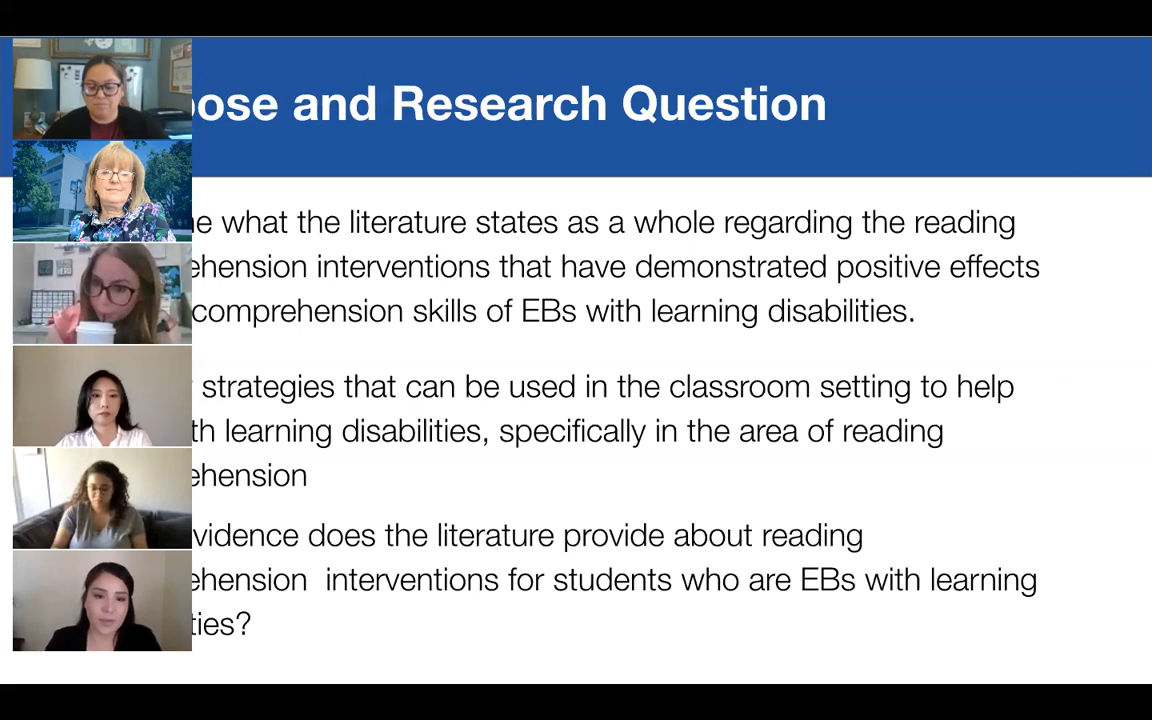 ose and Research Question
e what the literature states as a whole regarding the reading
ehension interventions that have demonstrated positive effects
comprehension skills of EBs with learning disabilities.
strategies that can be used in the classroom setting to help
th learning disabilities, specifically in the area of reading
ehension
vidence does the literature provide about reading
ehension  interventions for students who are EBs with learning
ties?